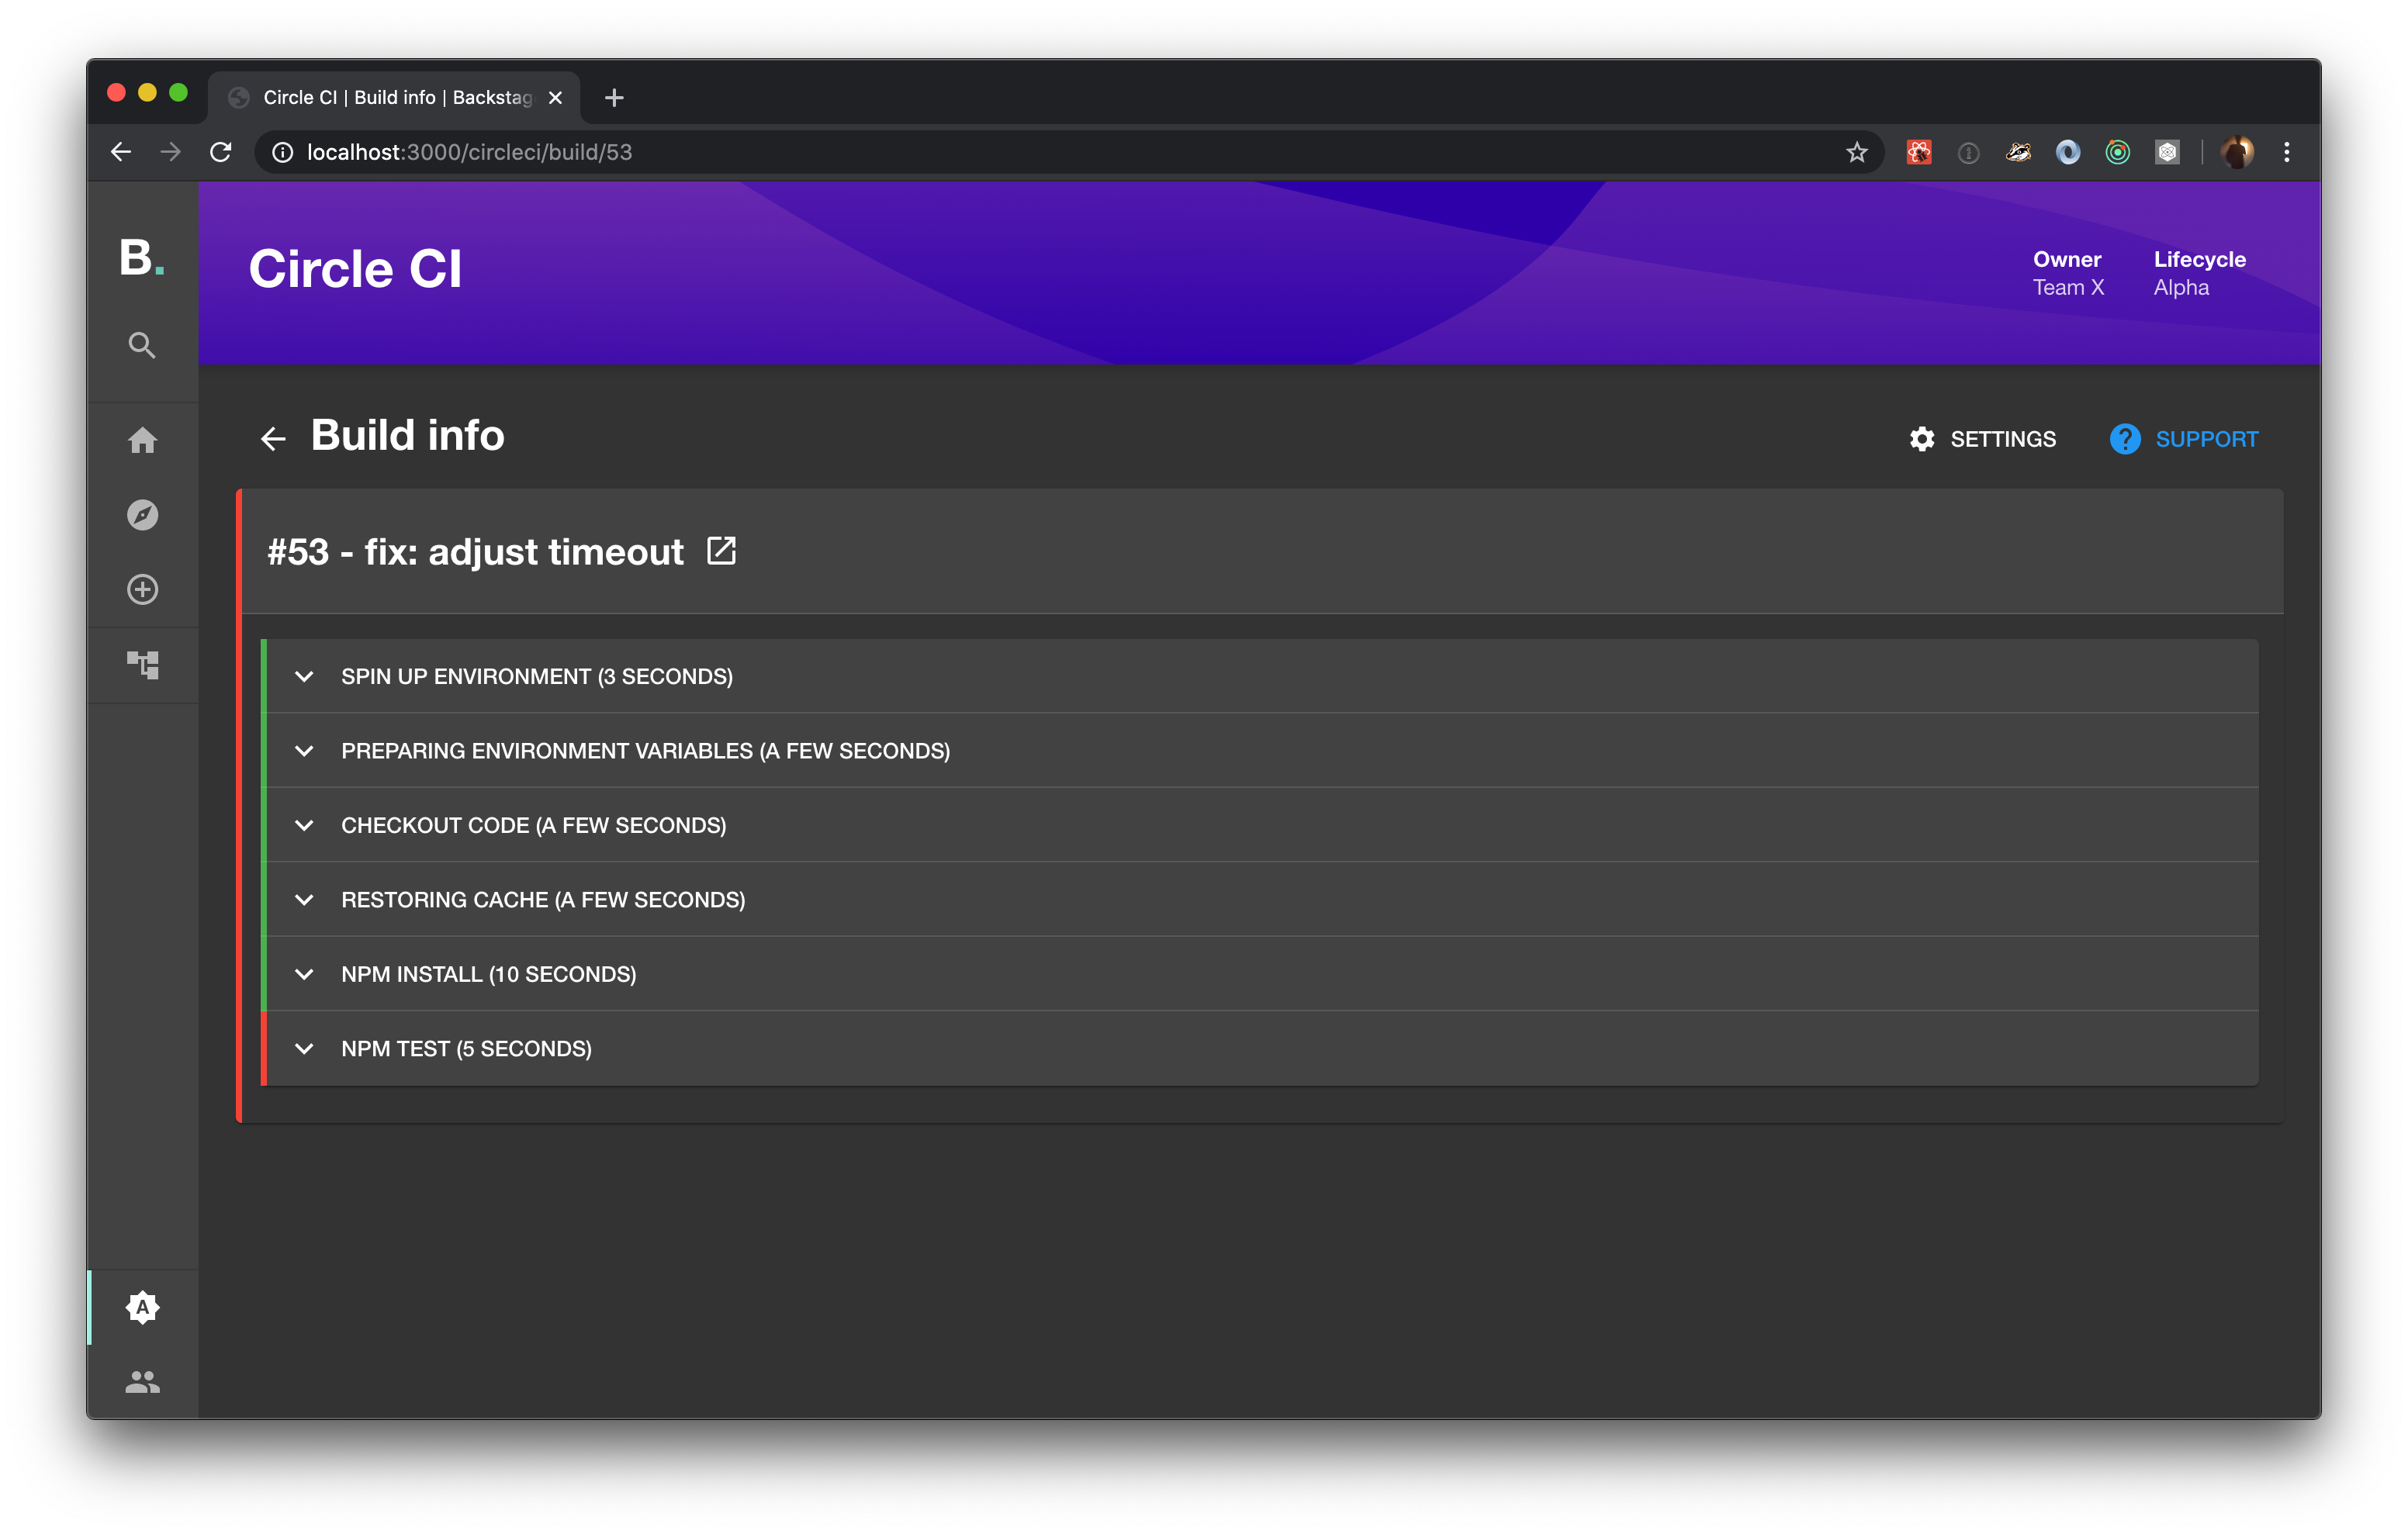 Circle CI | Build info | Backstag
localhost:3000/circleci/build/53
B.
Circle CI
Owner
Team X
Lifecycle
Alpha
Build info
SETTINGS
? SUPPORT
#53 - fix: adjust timeout
SPIN UP ENVIRONMENT (3 SECONDS)
PREPARING ENVIRONMENT VARIABLES (A FEW SECONDS)
CHECKOUT CODE (A FEW SECONDS)
RESTORING CACHE (A FEW SECONDS)
NPM INSTALL (10 SECONDS)
NPM TEST (5 SECONDS)
A